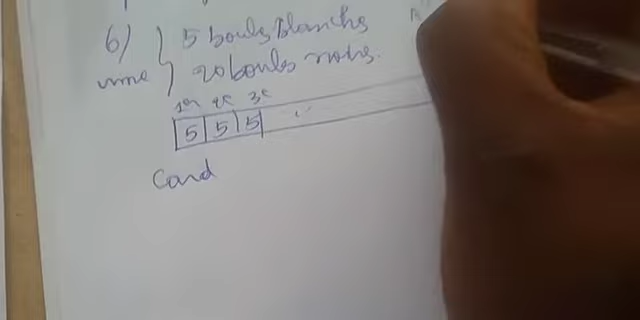 6) 5 boules blanches
urne 20 boules noires.
1er 2e 3e
5 5 5
Card